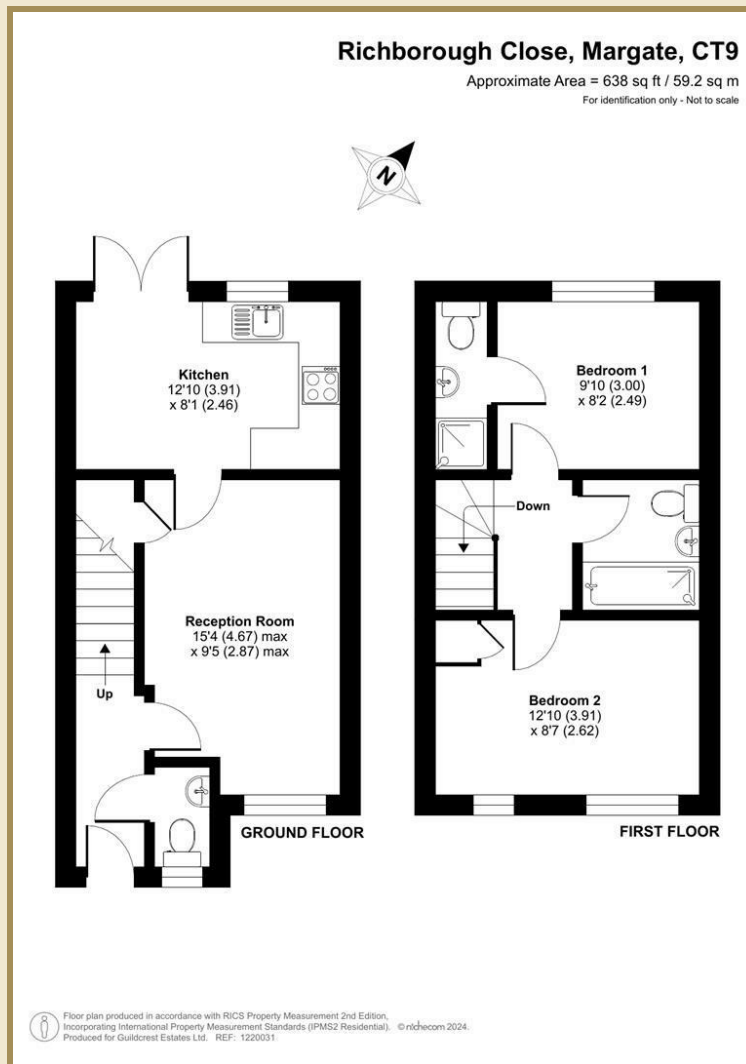 Richborough Close, Margate, CT9
Approximate Area = 638 sq ft / 59.2 sq m
For identification only - Not to scale
N
Kitchen
12'10 (3.91)
x 8'1 (2.46)
Reception Room
15'4 (4.67) max
x 9'5 (2.87) max
Up
GROUND FLOOR
Bedroom 1
9'10 (3.00)
x 8'2 (2.49)
Down
Bedroom 2
12'10 (3.91)
x 8'7 (2.62)
FIRST FLOOR
Floor plan produced in accordance with RICS Property Measurement 2nd Edition,
Incorporating International Property Measurement Standards (IPMS2 Residential). ©nichecom 2024.
Produced for Guildcrest Estates Ltd. REF: 1220031